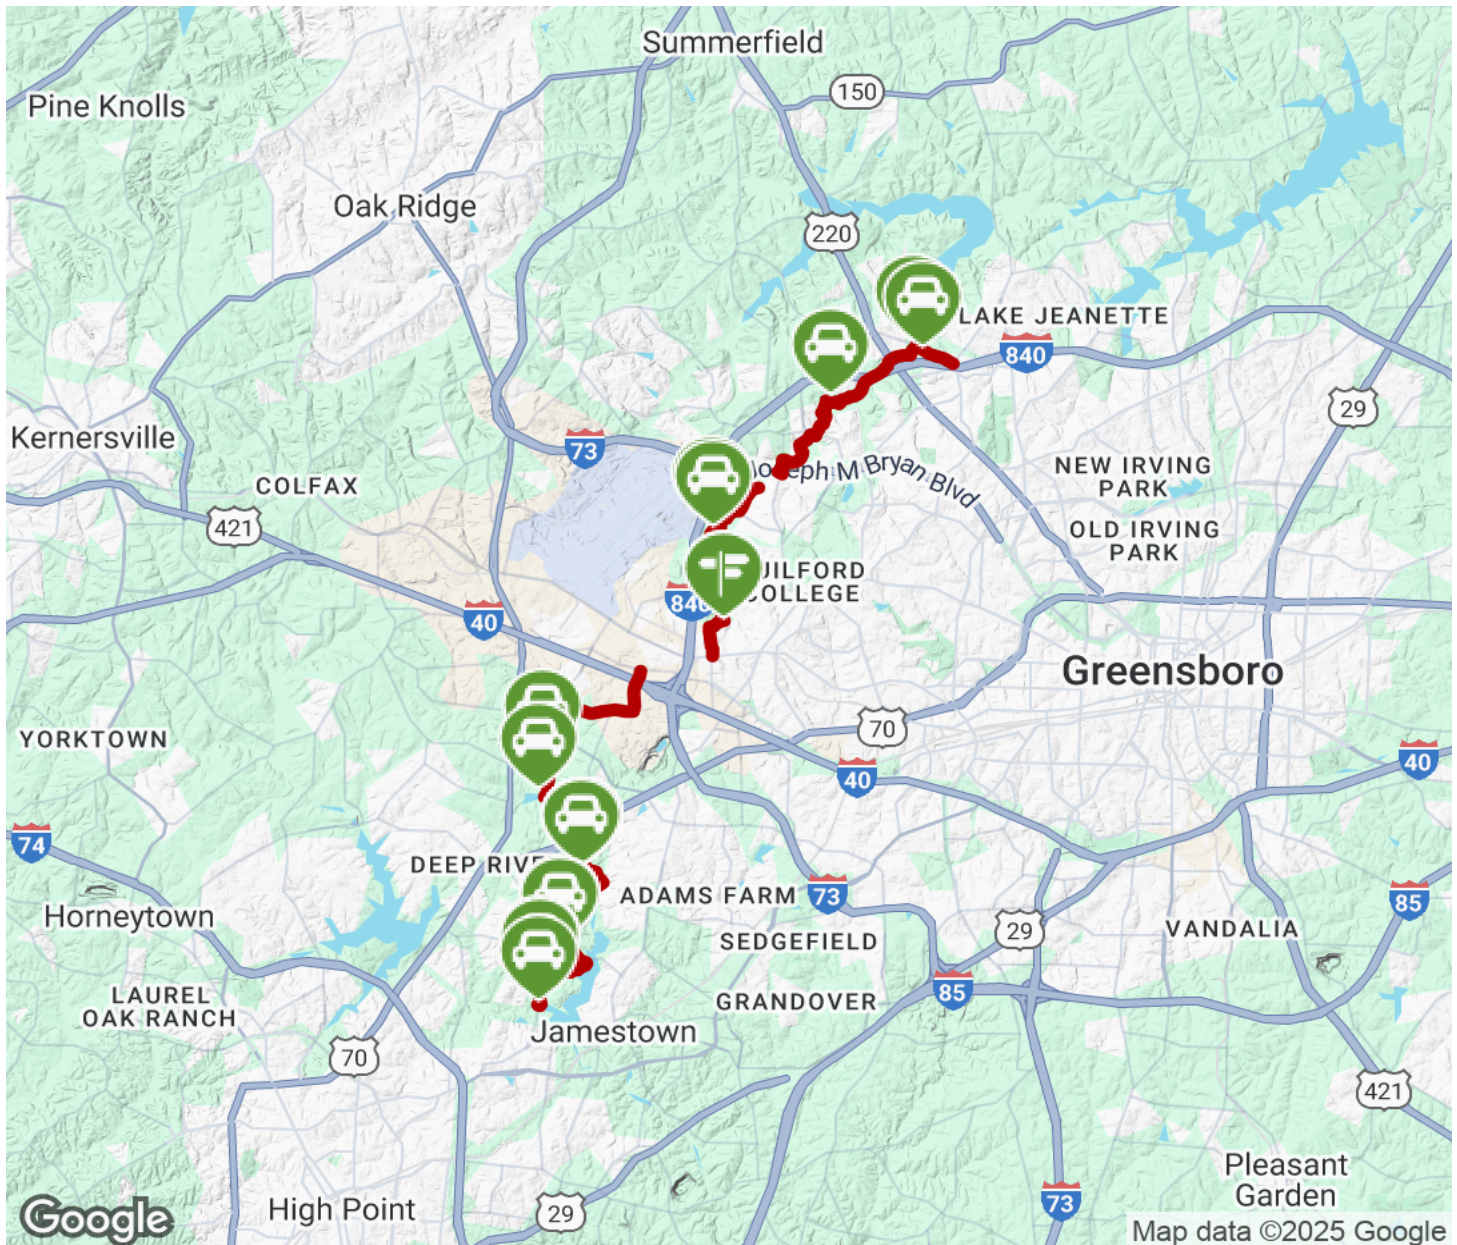 Summerfield
Pine Knolls
150
Oak Ridge
220
LAKE JEANETTE
840
29
Kernersville
73
Joseph M Bryan Blvd
NEW IRVING
PARK
COLFAX
421
OLD IRVING
PARK
UILFORD
COLLEGE
840
40
Greensboro
YORKTOWN
70
40
40
74
DEEP RIVE
ADAMS FARM
73
85
Horneytown
29
VANDALIA
SEDGEFIELD
LAUREL
OAK RANCH
GRANDOVER
85
Jamestown
70
421
Pleasant
Garden
High Point
29
73
Google
Map data ©2025 Google